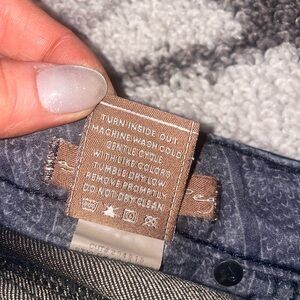 TURN INSIDE OUT.
MACHINE WASH COLD
GENTLE CYCLE
WITH LIKE COLORS.
TUMBLE DRY LOW.
REMOVE PROMPTLY.
DO NOT DRY CLEAN.